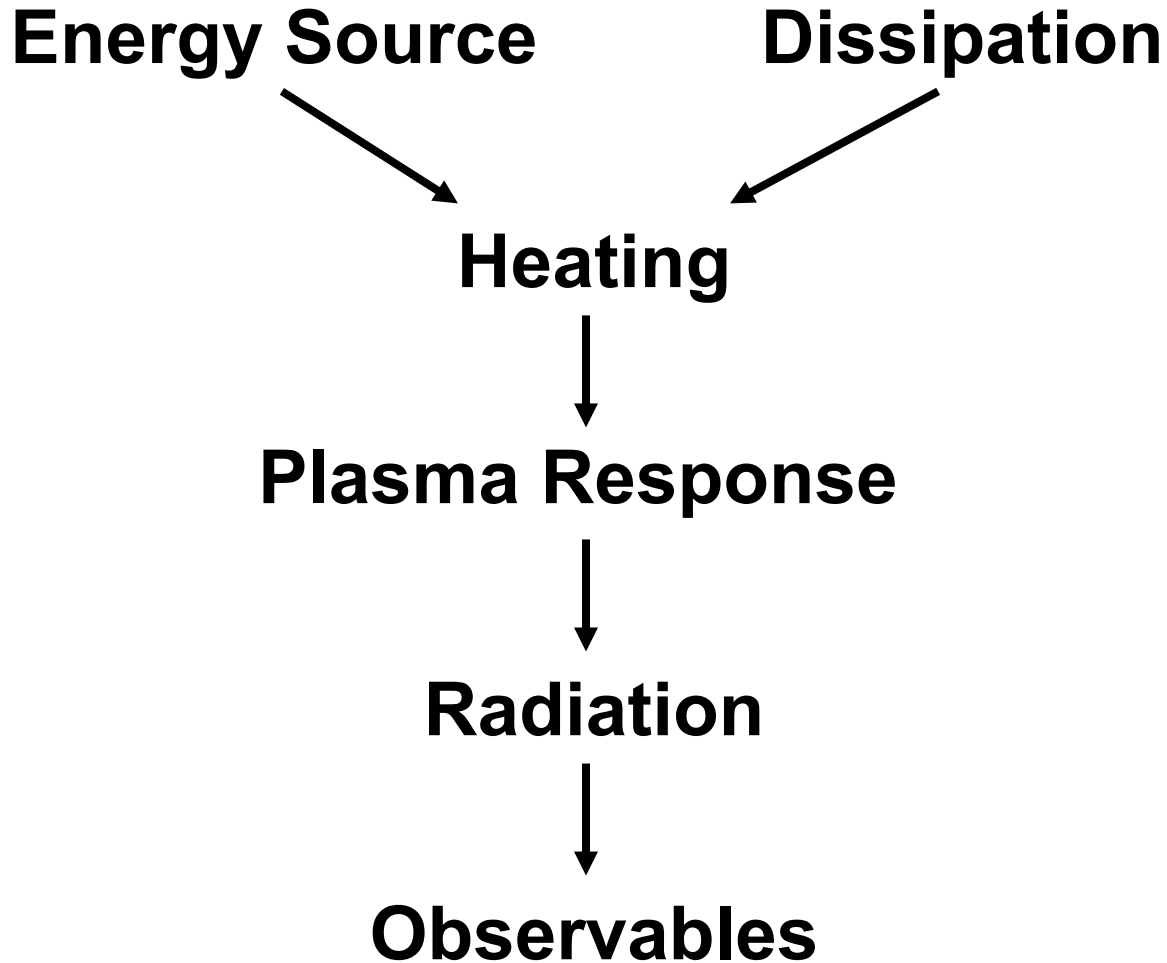 Energy Source Dissipation
Heating
Plasma Response
Radiation
Observables